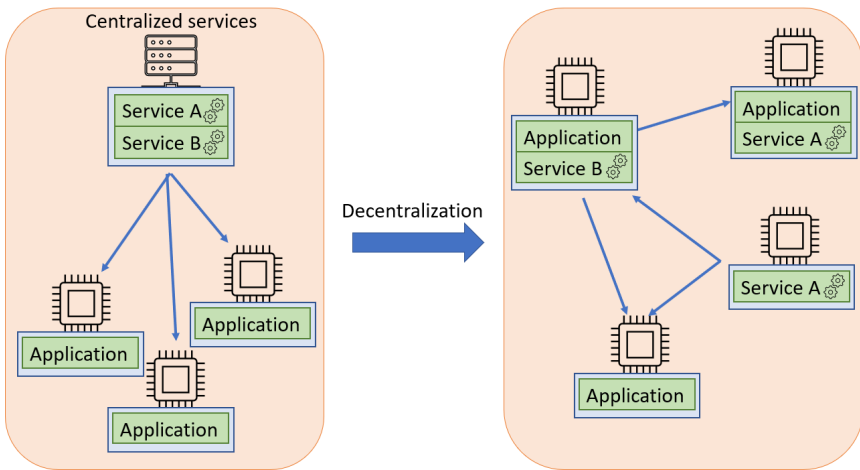 Centralized services
Service A
Service B
Application
Application
Application
Decentralization
Application
Service B
Application
Service A
Service A
Application